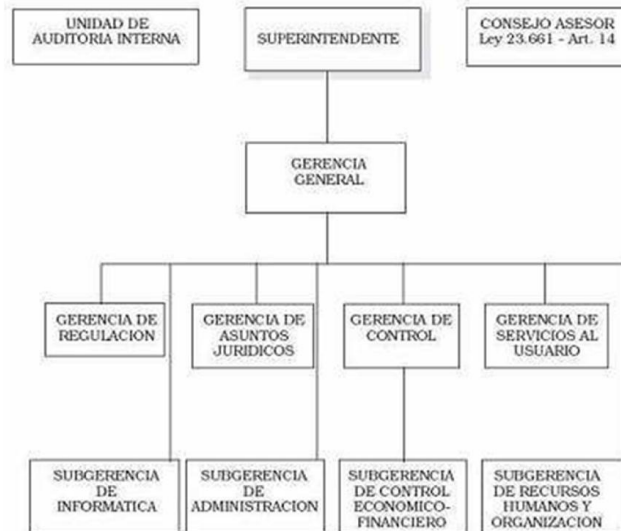 UNIDAD DE
AUDITORIA INTERNA
SUPERINTENDENTE
CONSEJO ASESOR
Ley 23.661 - Art. 14
GERENCIA
GENERAL
GERENCIA DE
REGULACION
GERENCIA DE
ASUNTOS
JURIDICOS
GERENCIA DE
CONTROL
GERENCIA DE
SERVICIOS AL
USUARIO
SUBGERENCIA
DE
INFORMATICA
SUBGERENCIA
DE
ADMINISTRACION
SUBGERENCIA
DE CONTROL
ECONOMICO-
FINANCIERO
SUBGERENCIA
DE RECURSOS
HUMANOS Y
ORGANIZACION